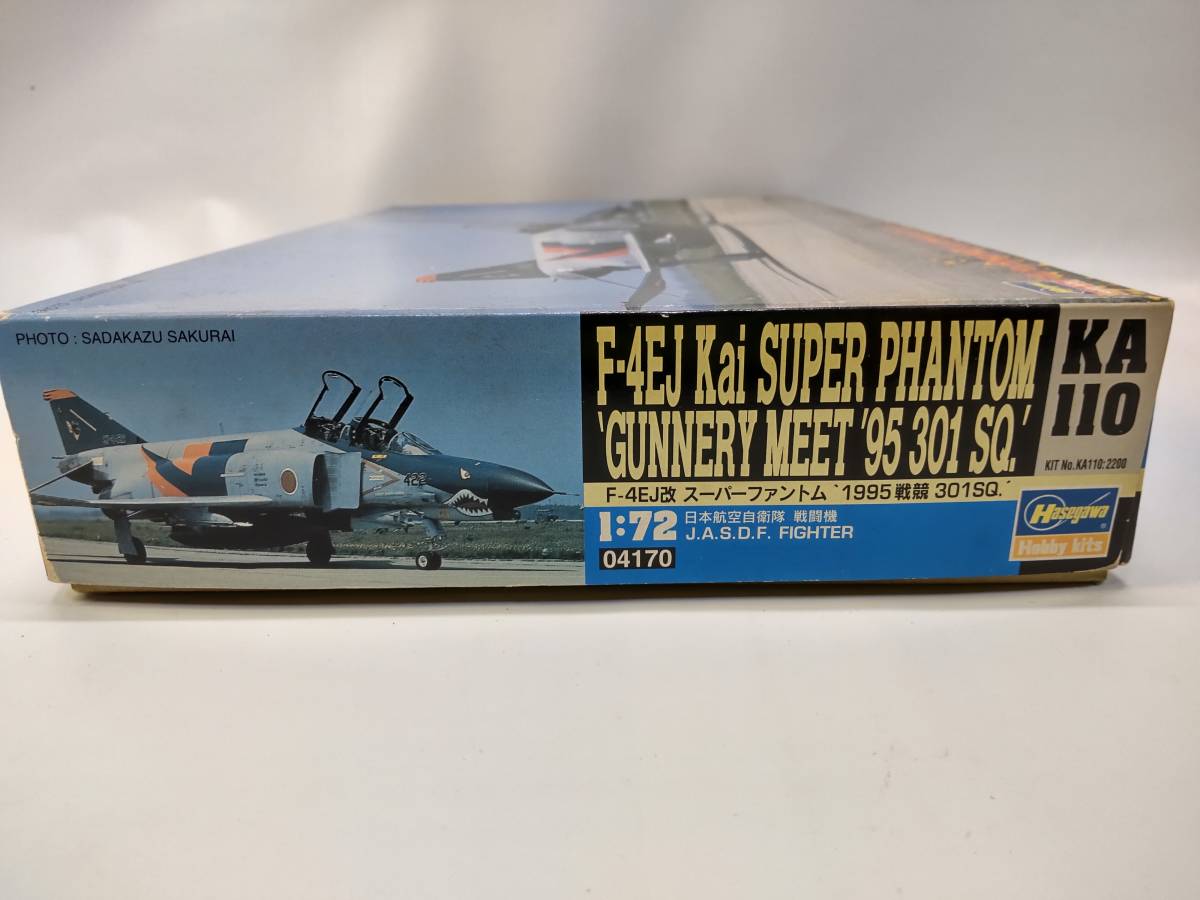 PHOTO : SADAKAZU SAKURAI
422
F-4EJ Kai SUPER PHANTOM
'GUNNERY MEET '95 301 SQ.'
F-4EJ改 スーパーファントム '1995戦競 301SQ.'
1:72 日本航空自衛隊 戦闘機
J.A.S.D.F. FIGHTER
04170
KA
110
KIT No.KA110:2200
Hasegawa ®
Hobby kits